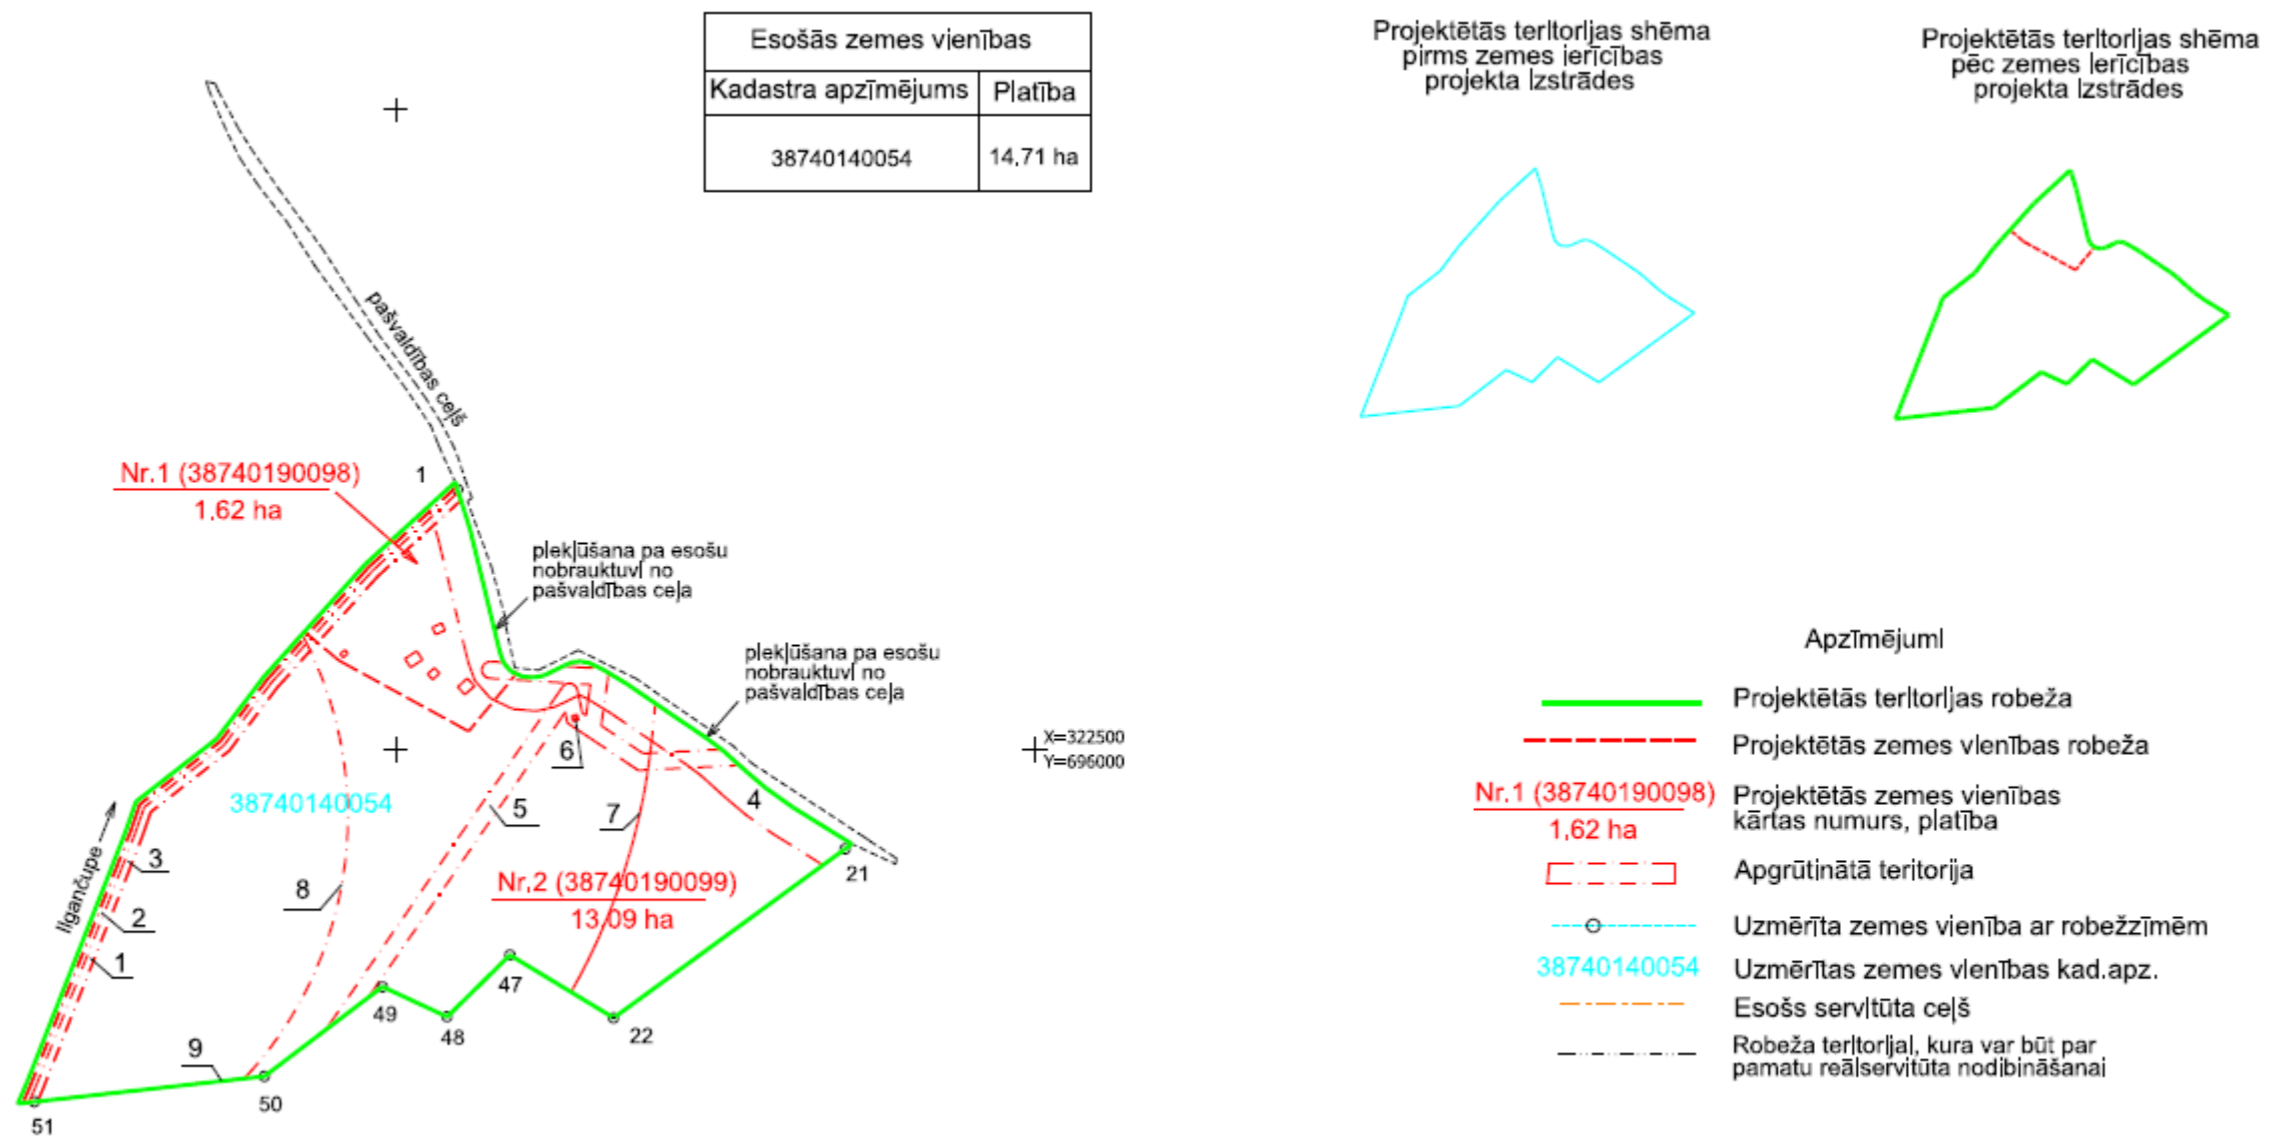 Esošās zemes vienības
Kadastra apzīmējums
Platība
38740140054
14,71 ha
Projektētās teritorijas shēma
pirms zemes ierīcības
projekta izstrādes
Projektētās teritorijas shēma
pēc zemes ierīcības
projekta izstrādes
pašvaldības ceļš
Nr.1 (38740190098)
1,62 ha
1
piekļūšana pa esošu
nobrauktuvi no
pašvaldības ceļa
piekļūšana pa esošu
nobrauktuvi no
pašvaldības ceļa
X=322500
Y=696000
6
38740140054
5
7
4
Ilgančupe
3
2
1
8
Nr.2 (38740190099)
13,09 ha
21
47
49
48
22
9
50
51
Apzīmējumi
Projektētās teritorijas robeža
Projektētās zemes vienības robeža
Nr.1 (38740190098)
1,62 ha
Projektētās zemes vienības
kārtas numurs, platība
Apgrūtinātā teritorija
Uzmērīta zemes vienība ar robežzīmēm
38740140054
Uzmērītas zemes vienības kad.apz.
Esošs servitūta ceļš
Robeža teritorijai, kura var būt par
pamatu reālservitūta nodibināšanai